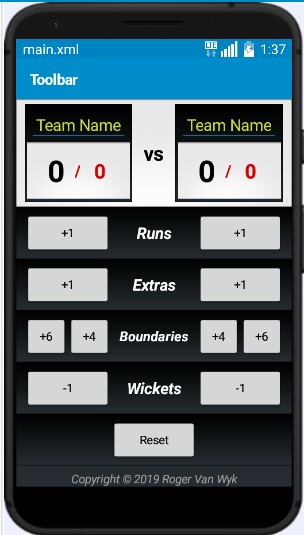 main.xml LTE 1:37
Toolbar
Team Name Team Name
0 / 0 vs 0 / 0
+1 Runs +1
+1 Extras +1
+6 +4 Boundaries +4 +6
-1 Wickets -1
Reset
Copyright © 2019 Roger Van Wyk